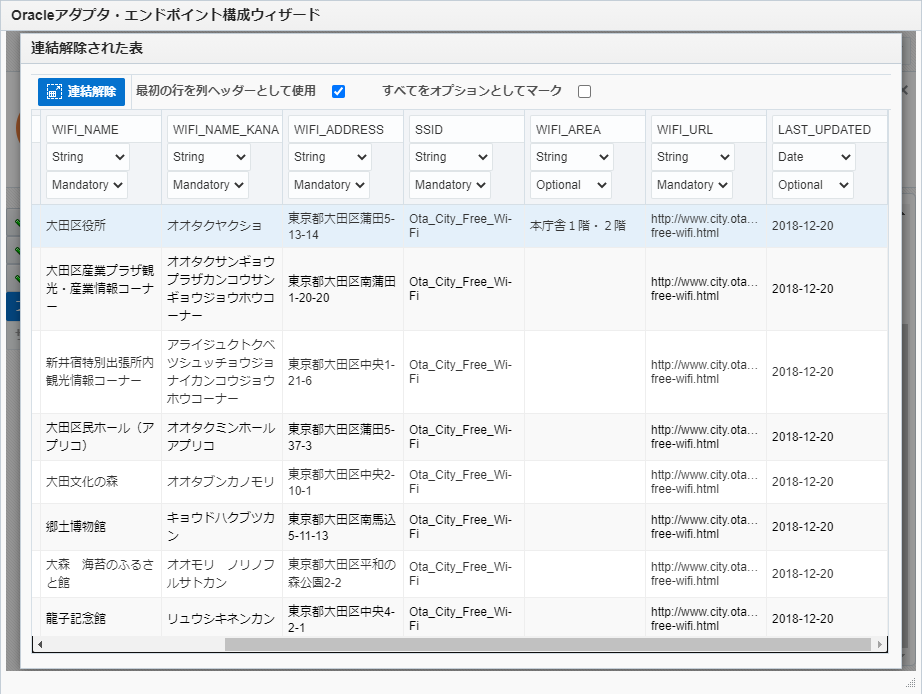 Oracleアダプタ・エンドポイント構成ウィザード
連結解除された表
連結解除 最初の行を列ヘッダーとして使用 すべてをオプションとしてマーク
WIFI_NAME WIFI_NAME_KANA WIFI_ADDRESS SSID WIFI_AREA WIFI_URL LAST_UPDATED
String String String String String String Date
Mandatory Mandatory Mandatory Mandatory Optional Mandatory Optional
大田区役所 オオタクヤクショ 東京都大田区蒲田5-13-14 Ota_City_Free_Wi-Fi 本庁舎１階・２階 http://www.city.ota…free-wifi.html 2018-12-20
大田区産業プラザ観光・産業情報コーナー オオタクサンギョウプラザカンコウサンギョウジョウホウコーナー 東京都大田区南蒲田1-20-20 Ota_City_Free_Wi-Fi http://www.city.ota…free-wifi.html 2018-12-20
新井宿特別出張所内観光情報コーナー アライジュクトクベツシュッチョウジョナイカンコウジョウホウコーナー 東京都大田区中央1-21-6 Ota_City_Free_Wi-Fi http://www.city.ota…free-wifi.html 2018-12-20
大田区民ホール（アプリコ） オオタクミンホールアプリコ 東京都大田区蒲田5-37-3 Ota_City_Free_Wi-Fi http://www.city.ota…free-wifi.html 2018-12-20
大田文化の森 オオタブンカノモリ 東京都大田区中央2-10-1 Ota_City_Free_Wi-Fi http://www.city.ota…free-wifi.html 2018-12-20
郷土博物館 キョウドハクブツカン 東京都大田区南馬込5-11-13 Ota_City_Free_Wi-Fi http://www.city.ota…free-wifi.html 2018-12-20
大森　海苔のふるさと館 オオモリ　ノリノフルサトカン 東京都大田区平和の森公園2-2 Ota_City_Free_Wi-Fi http://www.city.ota…free-wifi.html 2018-12-20
龍子記念館 リュウシキネンカン 東京都大田区中央4-2-1 Ota_City_Free_Wi-Fi http://www.city.ota…free-wifi.html 2018-12-20